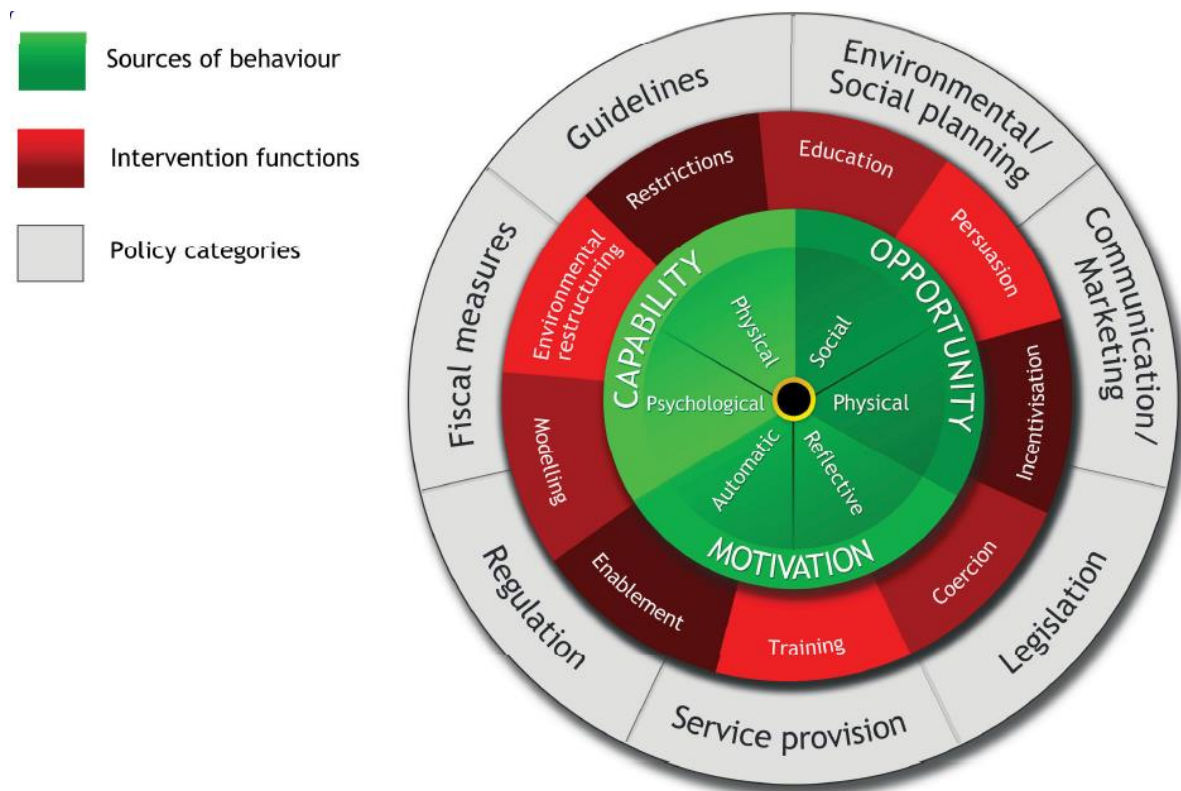 Sources of behaviour
Intervention functions
Policy categories
Guidelines
Environmental/
Social planning
Communication/
Marketing
Legislation
Service provision
Regulation
Fiscal measures
Restrictions
Education
Persuasion
Incentivisation
Coercion
Training
Enablement
Modelling
Environmental
restructuring
CAPABILITY
OPPORTUNITY
MOTIVATION
Physical
Social
Psychological
Physical
Automatic
Reflective